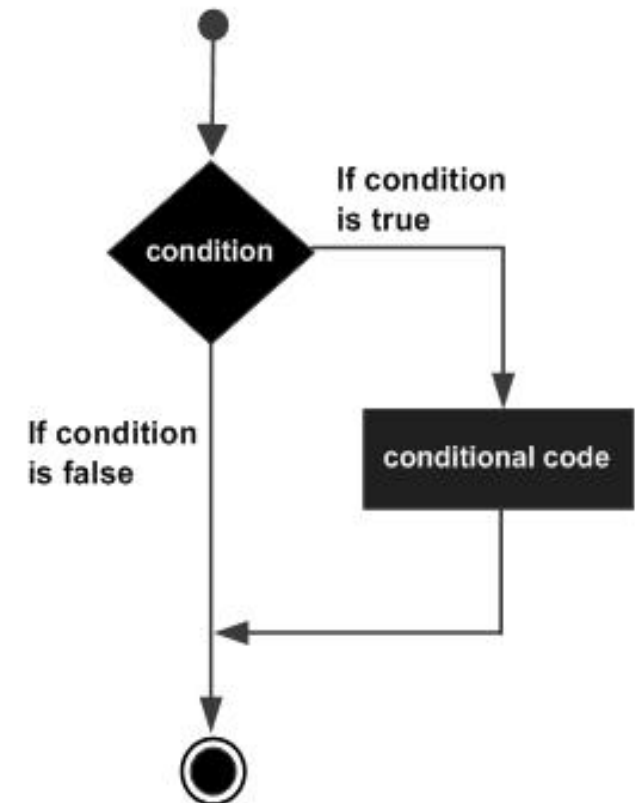 If condition
is true
condition
If condition
is false
conditional code